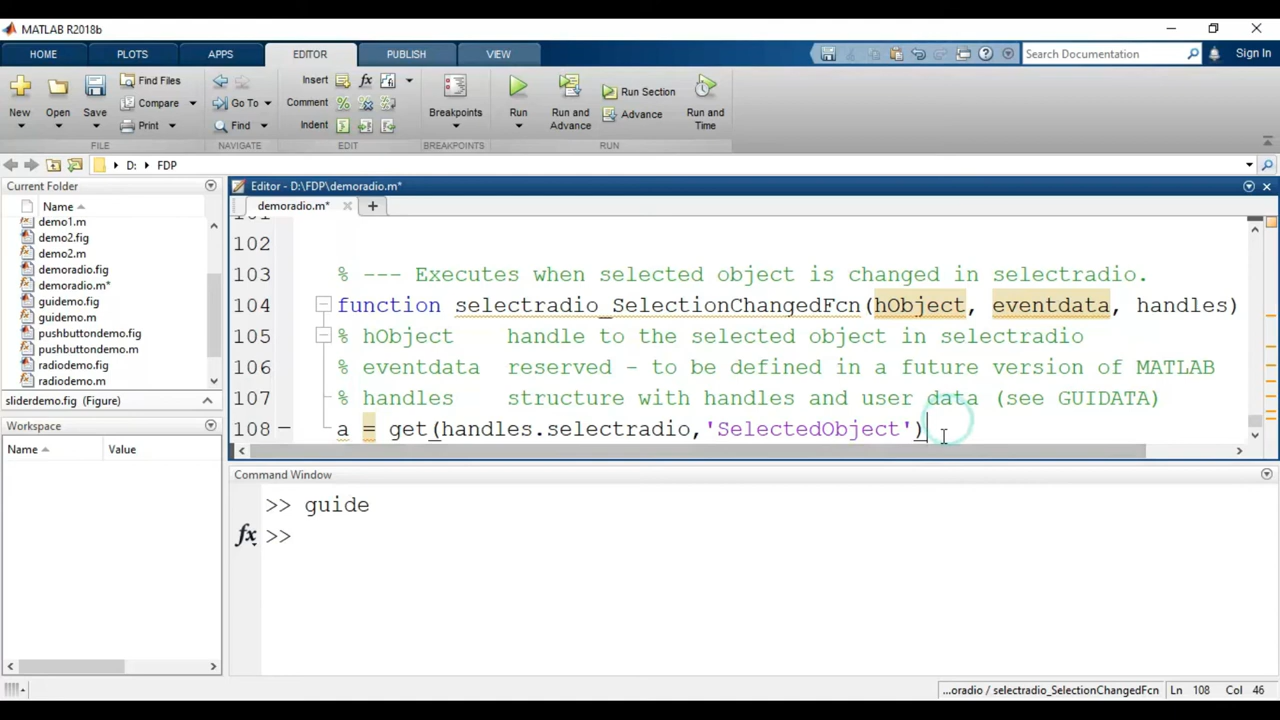 MATLAB R2018b
HOME PLOTS APPS EDITOR PUBLISH VIEW Search Documentation Sign In
New Open Save Find Files Compare Print Go To Find Insert Comment Indent fx Breakpoints Run Run and Advance Run Section Advance Run and Time
FILE NAVIGATE EDIT BREAKPOINTS RUN
D: FDP
Current Folder
Name
demo1.m
demo2.fig
demo2.m
demoradio.fig
demoradio.m*
guidemo.fig
guidemo.m
pushbuttondemo.fig
pushbuttondemo.m
radiodemo.fig
radiodemo.m
sliderdemo.fig (Figure)
Workspace
Name Value
Editor - D:\FDP\demoradio.m*
demoradio.m*
102
103 % --- Executes when selected object is changed in selectradio.
104 function selectradio_SelectionChangedFcn(hObject, eventdata, handles)
105 % hObject handle to the selected object in selectradio
106 % eventdata reserved - to be defined in a future version of MATLAB
107 % handles structure with handles and user data (see GUIDATA)
108 a = get(handles.selectradio,'SelectedObject')
Command Window
>> guide
fx >>
...oradio / selectradio_SelectionChangedFcn Ln 108 Col 46